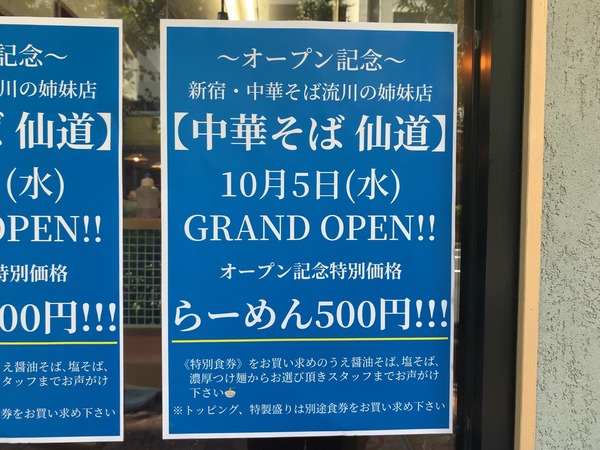 記念～
川の姉妹店
ば 仙道】
(水)
OPEN!!
特別価格
00円!!!
え醤油そば、塩そば、
タッフまでお声がけ
券をお買い求め下さい
～オープン記念～
新宿・中華そば流川の姉妹店
【中華そば 仙道】
10月5日(水)
GRAND OPEN!!
オープン記念特別価格
らーめん500円!!!
《特別食券》をお買い求めのうえ醤油そば、塩そば、
濃厚つけ麺からお選び頂きスタッフまでお声がけ
下さい🍜
※トッピング、特製盛りは別途食券をお買い求め下さい